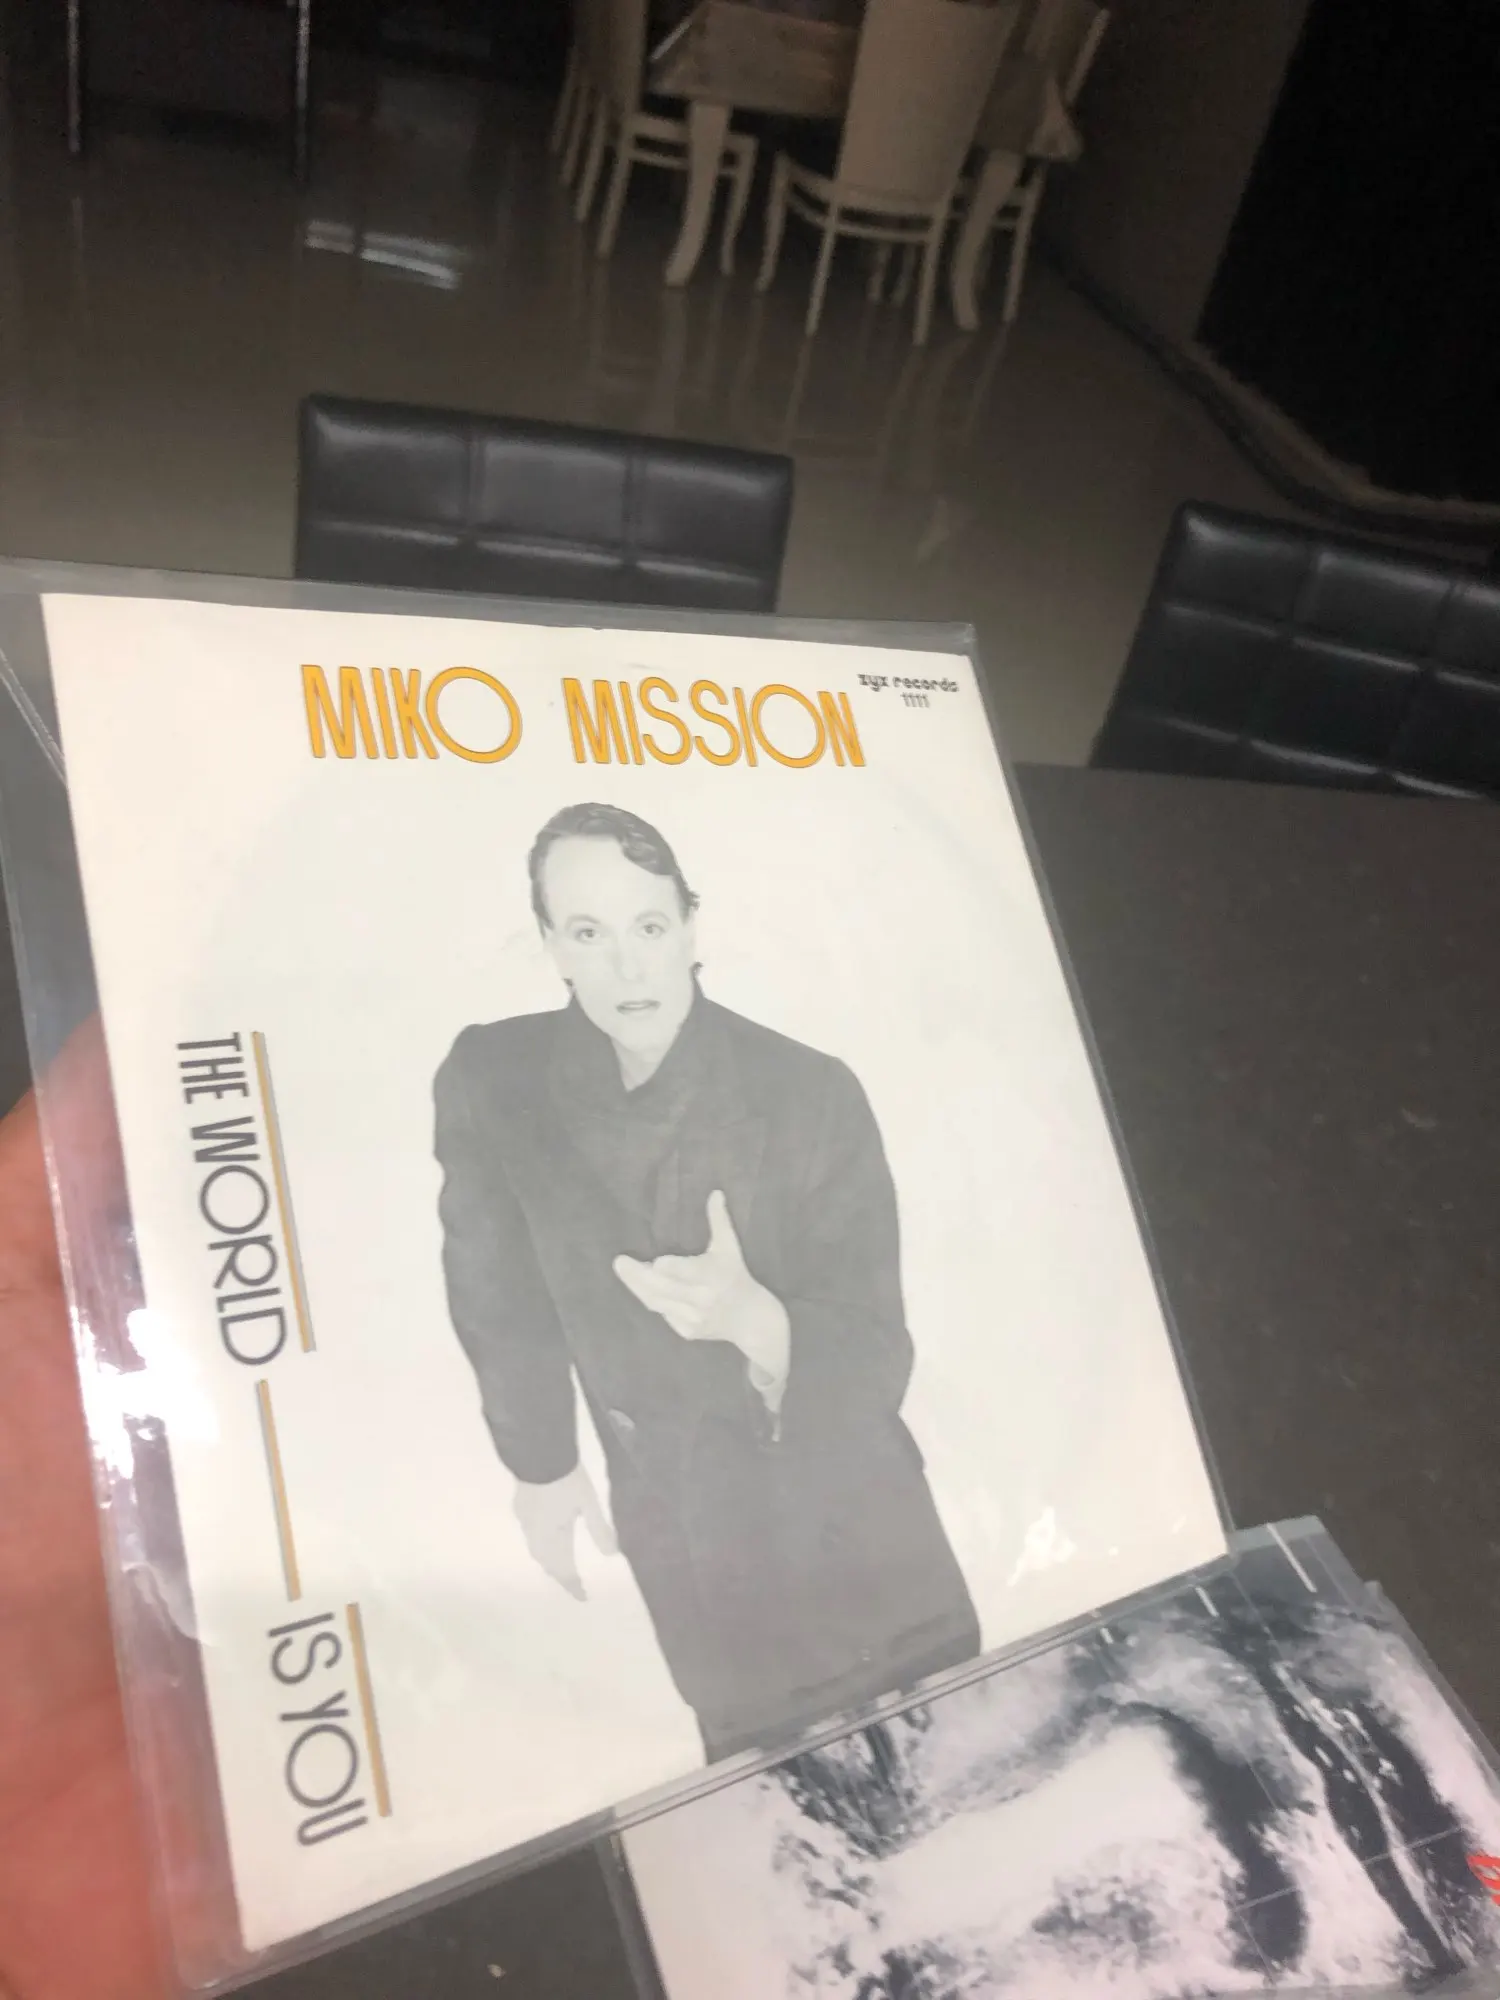 MIKO MISSION
zyx records
1111
THE WORLD — IS YOU